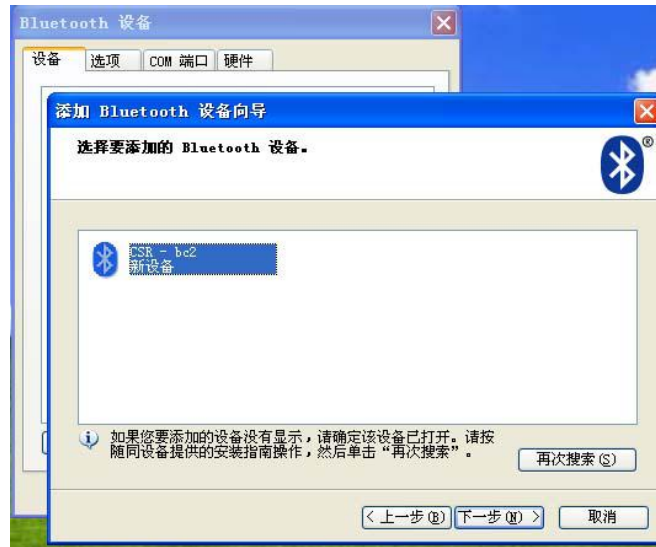 Bluetooth 设备
设备 选项 COM 端口 硬件
添加 Bluetooth 设备向导
选择要添加的 Bluetooth 设备。
®
CSR - bc2
新设备
如果您要添加的设备没有显示，请确定该设备已打开。请按
随同设备提供的安装指南操作，然后单击“再次搜索”。
再次搜索(S)
< 上一步(B) 下一步(N) > 取消